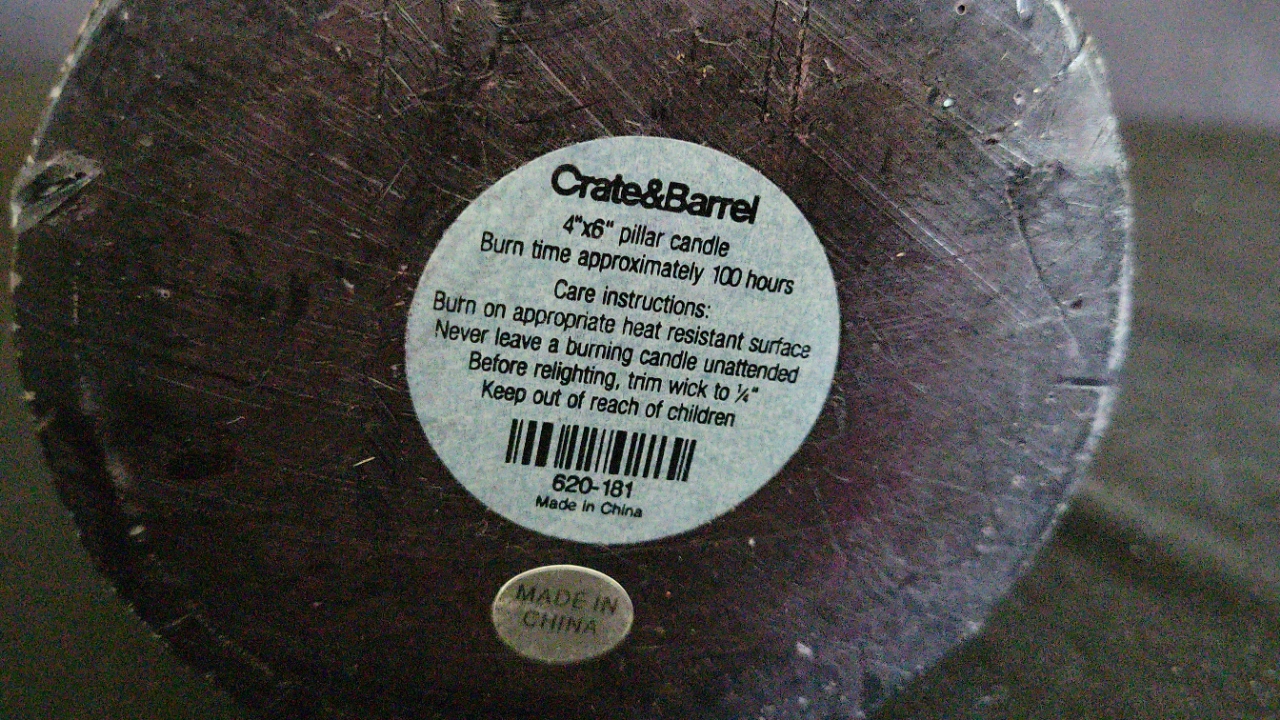 Crate&Barrel
4"x6" pillar candle
Burn time approximately 100 hours
Care instructions:
Burn on appropriate heat resistant surface
Never leave a burning candle unattended
Before relighting, trim wick to ¼"
Keep out of reach of children
620-181
Made in China
MADE IN
CHINA